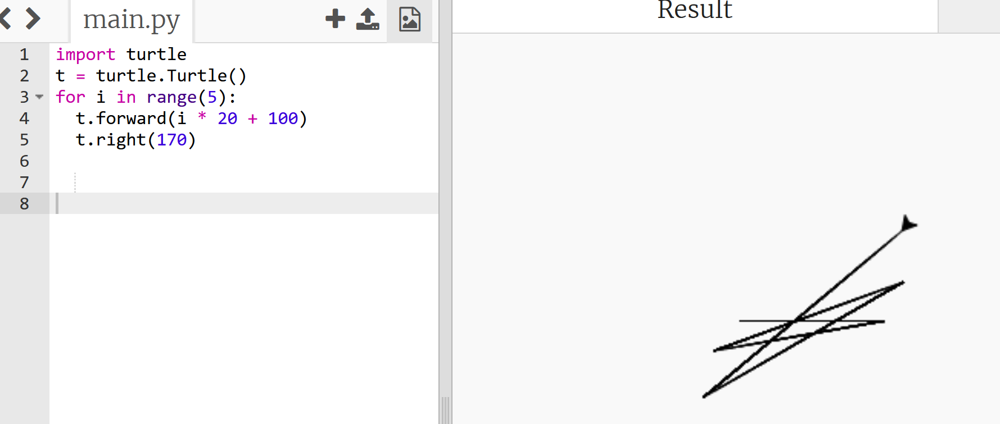 main.py
Result
1 import turtle
2 t = turtle.Turtle()
3 for i in range(5):
4   t.forward(i * 20 + 100)
5   t.right(170)
6
7
8